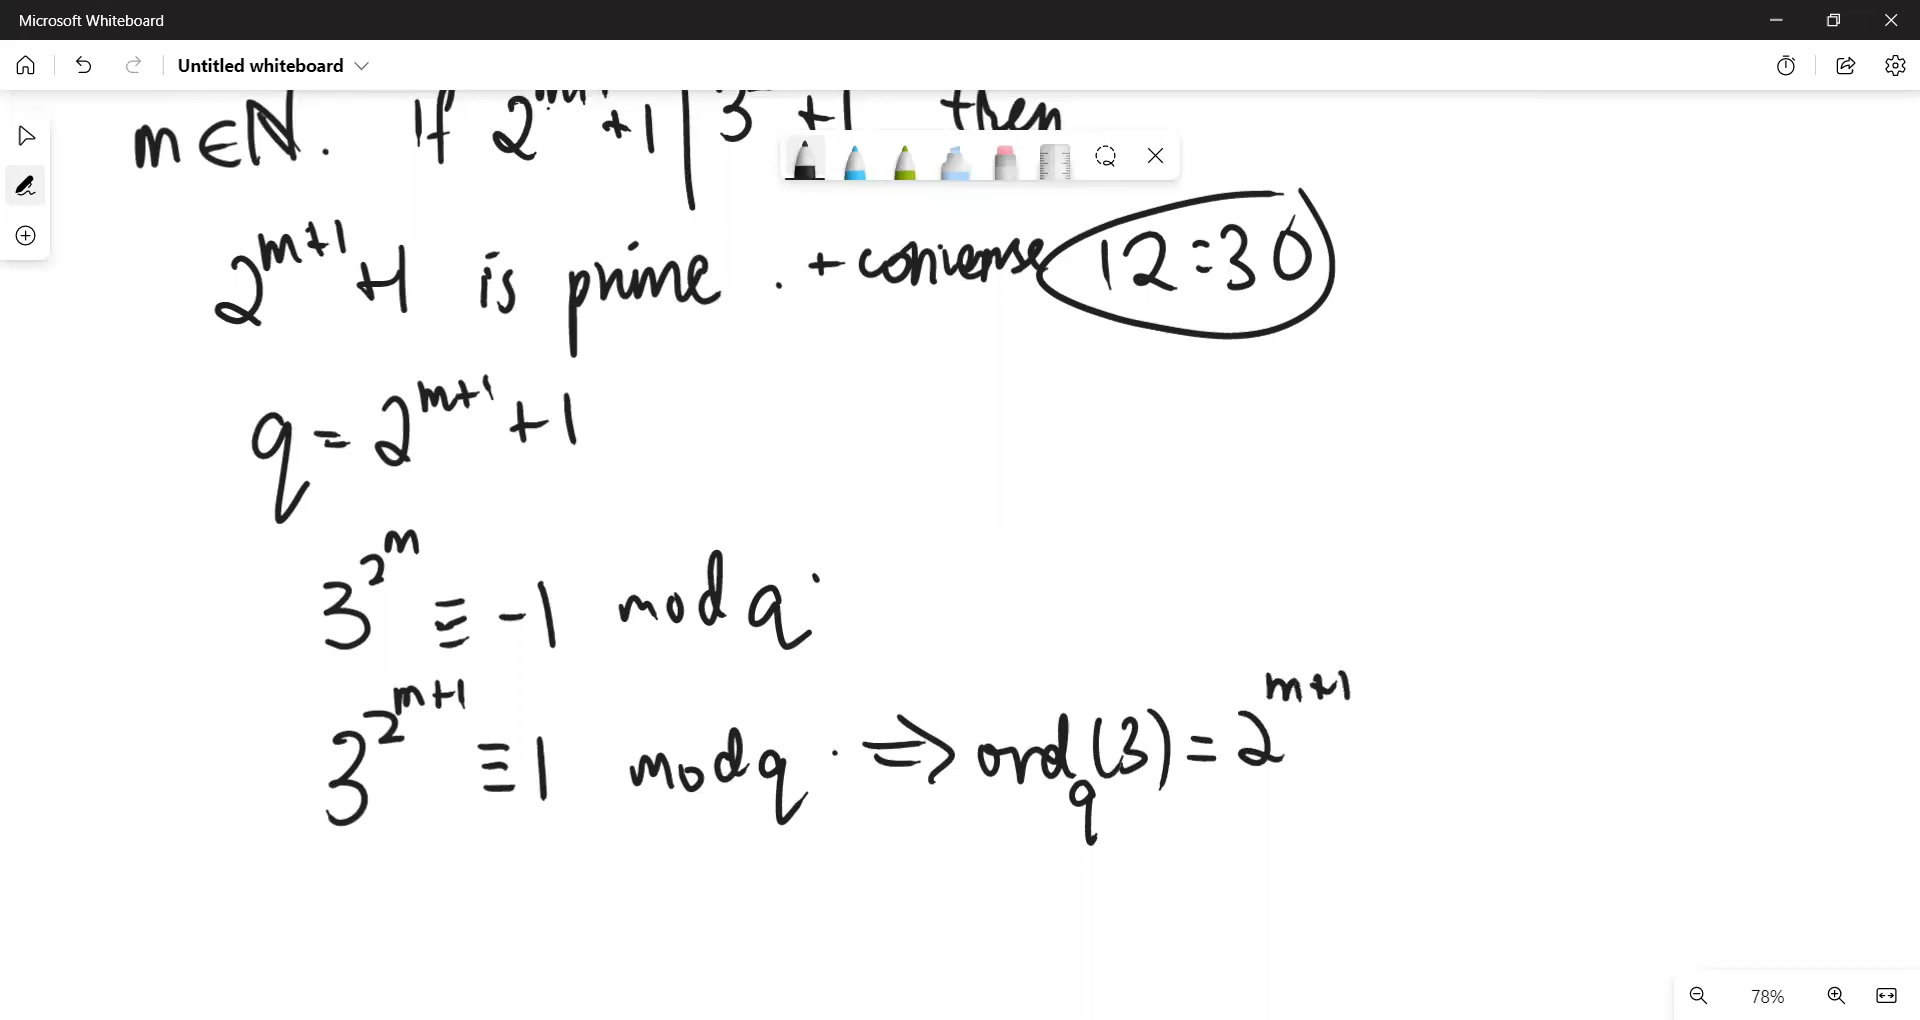 Microsoft Whiteboard
Untitled whiteboard
m ∈ ℕ. If 2^{m+1} +1 | 3 +1 then
2^{m+1} +1 is prime. + converse 12:30
q = 2^{m+1} +1
3^{2^m} ≡ -1 mod q.
3^{2^{m+1}} ≡ 1 mod q. ⇒ ord_q(3) = 2^{m+1}
78%